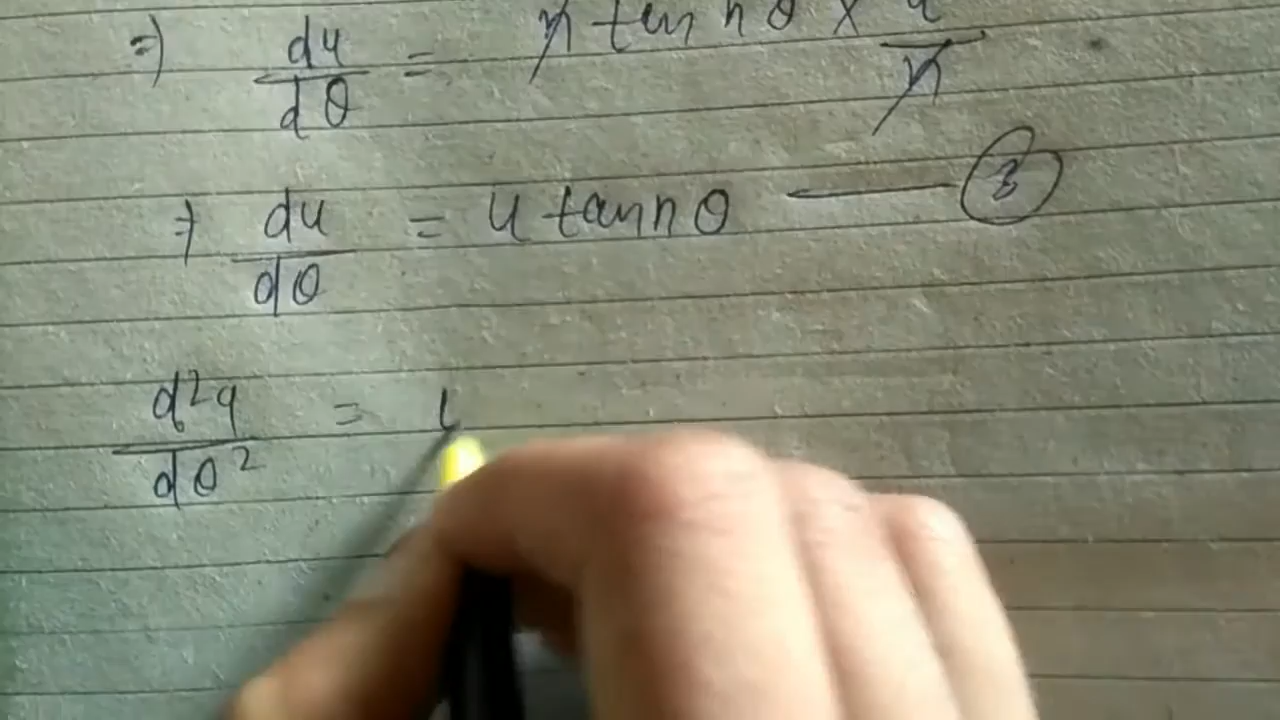 ⇒ du/dθ = n tan nθ × u/n
⇒ du/dθ = u tan nθ —— ③
d²u/dθ² = u